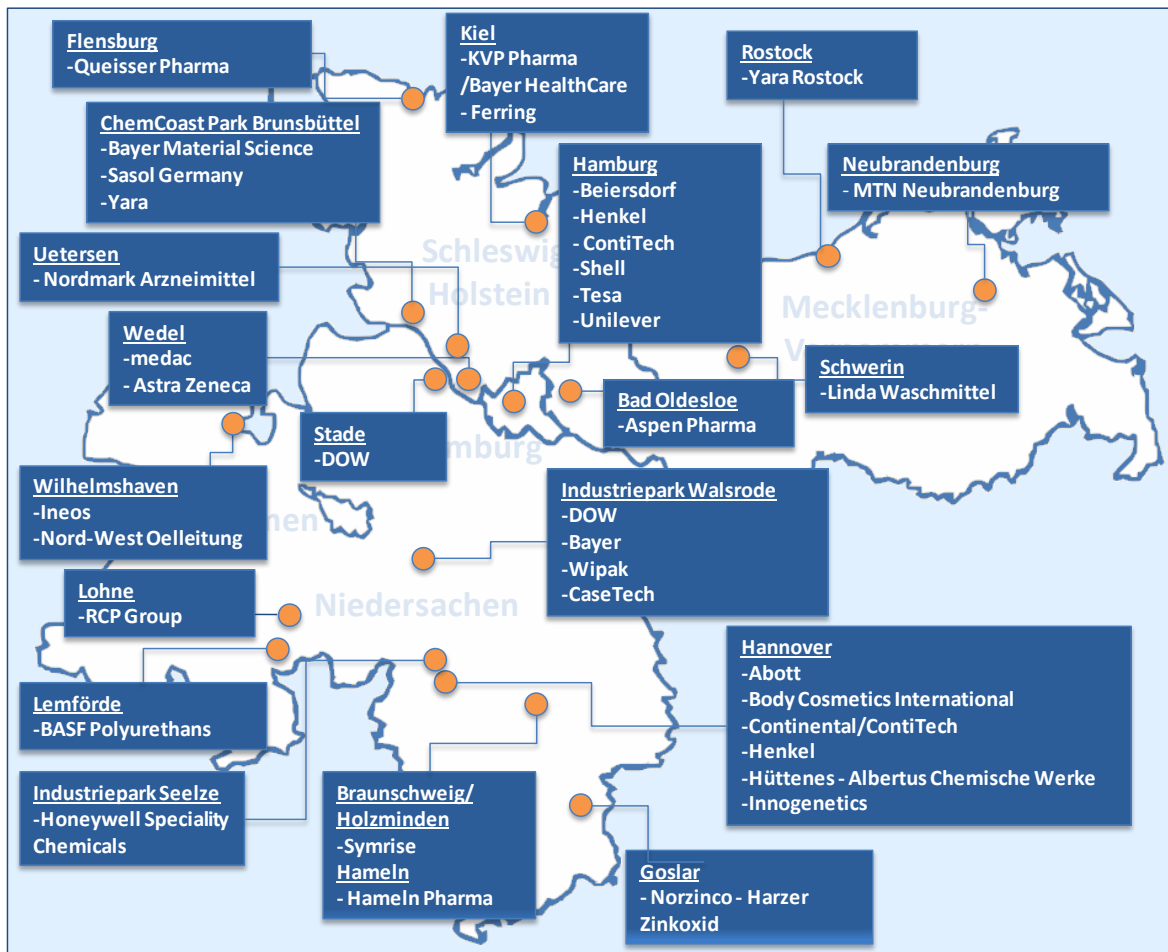 Flensburg
-Queisser Pharma
Kiel
-KVP Pharma
/Bayer HealthCare
- Ferring
Rostock
-Yara Rostock
ChemCoast Park Brunsbüttel
-Bayer Material Science
-Sasol Germany
-Yara
Hamburg
-Beiersdorf
-Henkel
- ContiTech
-Shell
-Tesa
-Unilever
Neubrandenburg
- MTN Neubrandenburg
Uetersen
- Nordmark Arzneimittel
Schleswig
Holstein
Mecklenburg-
Wedel
-medac
- Astra Zeneca
Schwerin
-Linda Waschmittel
Bad Oldesloe
-Aspen Pharma
Stade
-DOW
mburg
Wilhelmshaven
-Ineos
-Nord-West Oelleitung
men
Industriepark Walsrode
-DOW
-Bayer
-Wipak
-CaseTech
Lohne
-RCP Group
Niedersachen
Lemförde
-BASF Polyurethans
Hannover
-Abott
-Body Cosmetics International
-Continental/ContiTech
-Henkel
-Hüttenes - Albertus Chemische Werke
-Innogenetics
Industriepark Seelze
-Honeywell Speciality
Chemicals
Braunschweig/
Holzminden
-Symrise
Hameln
- Hameln Pharma
Goslar
- Norzinco - Harzer
Zinkoxid